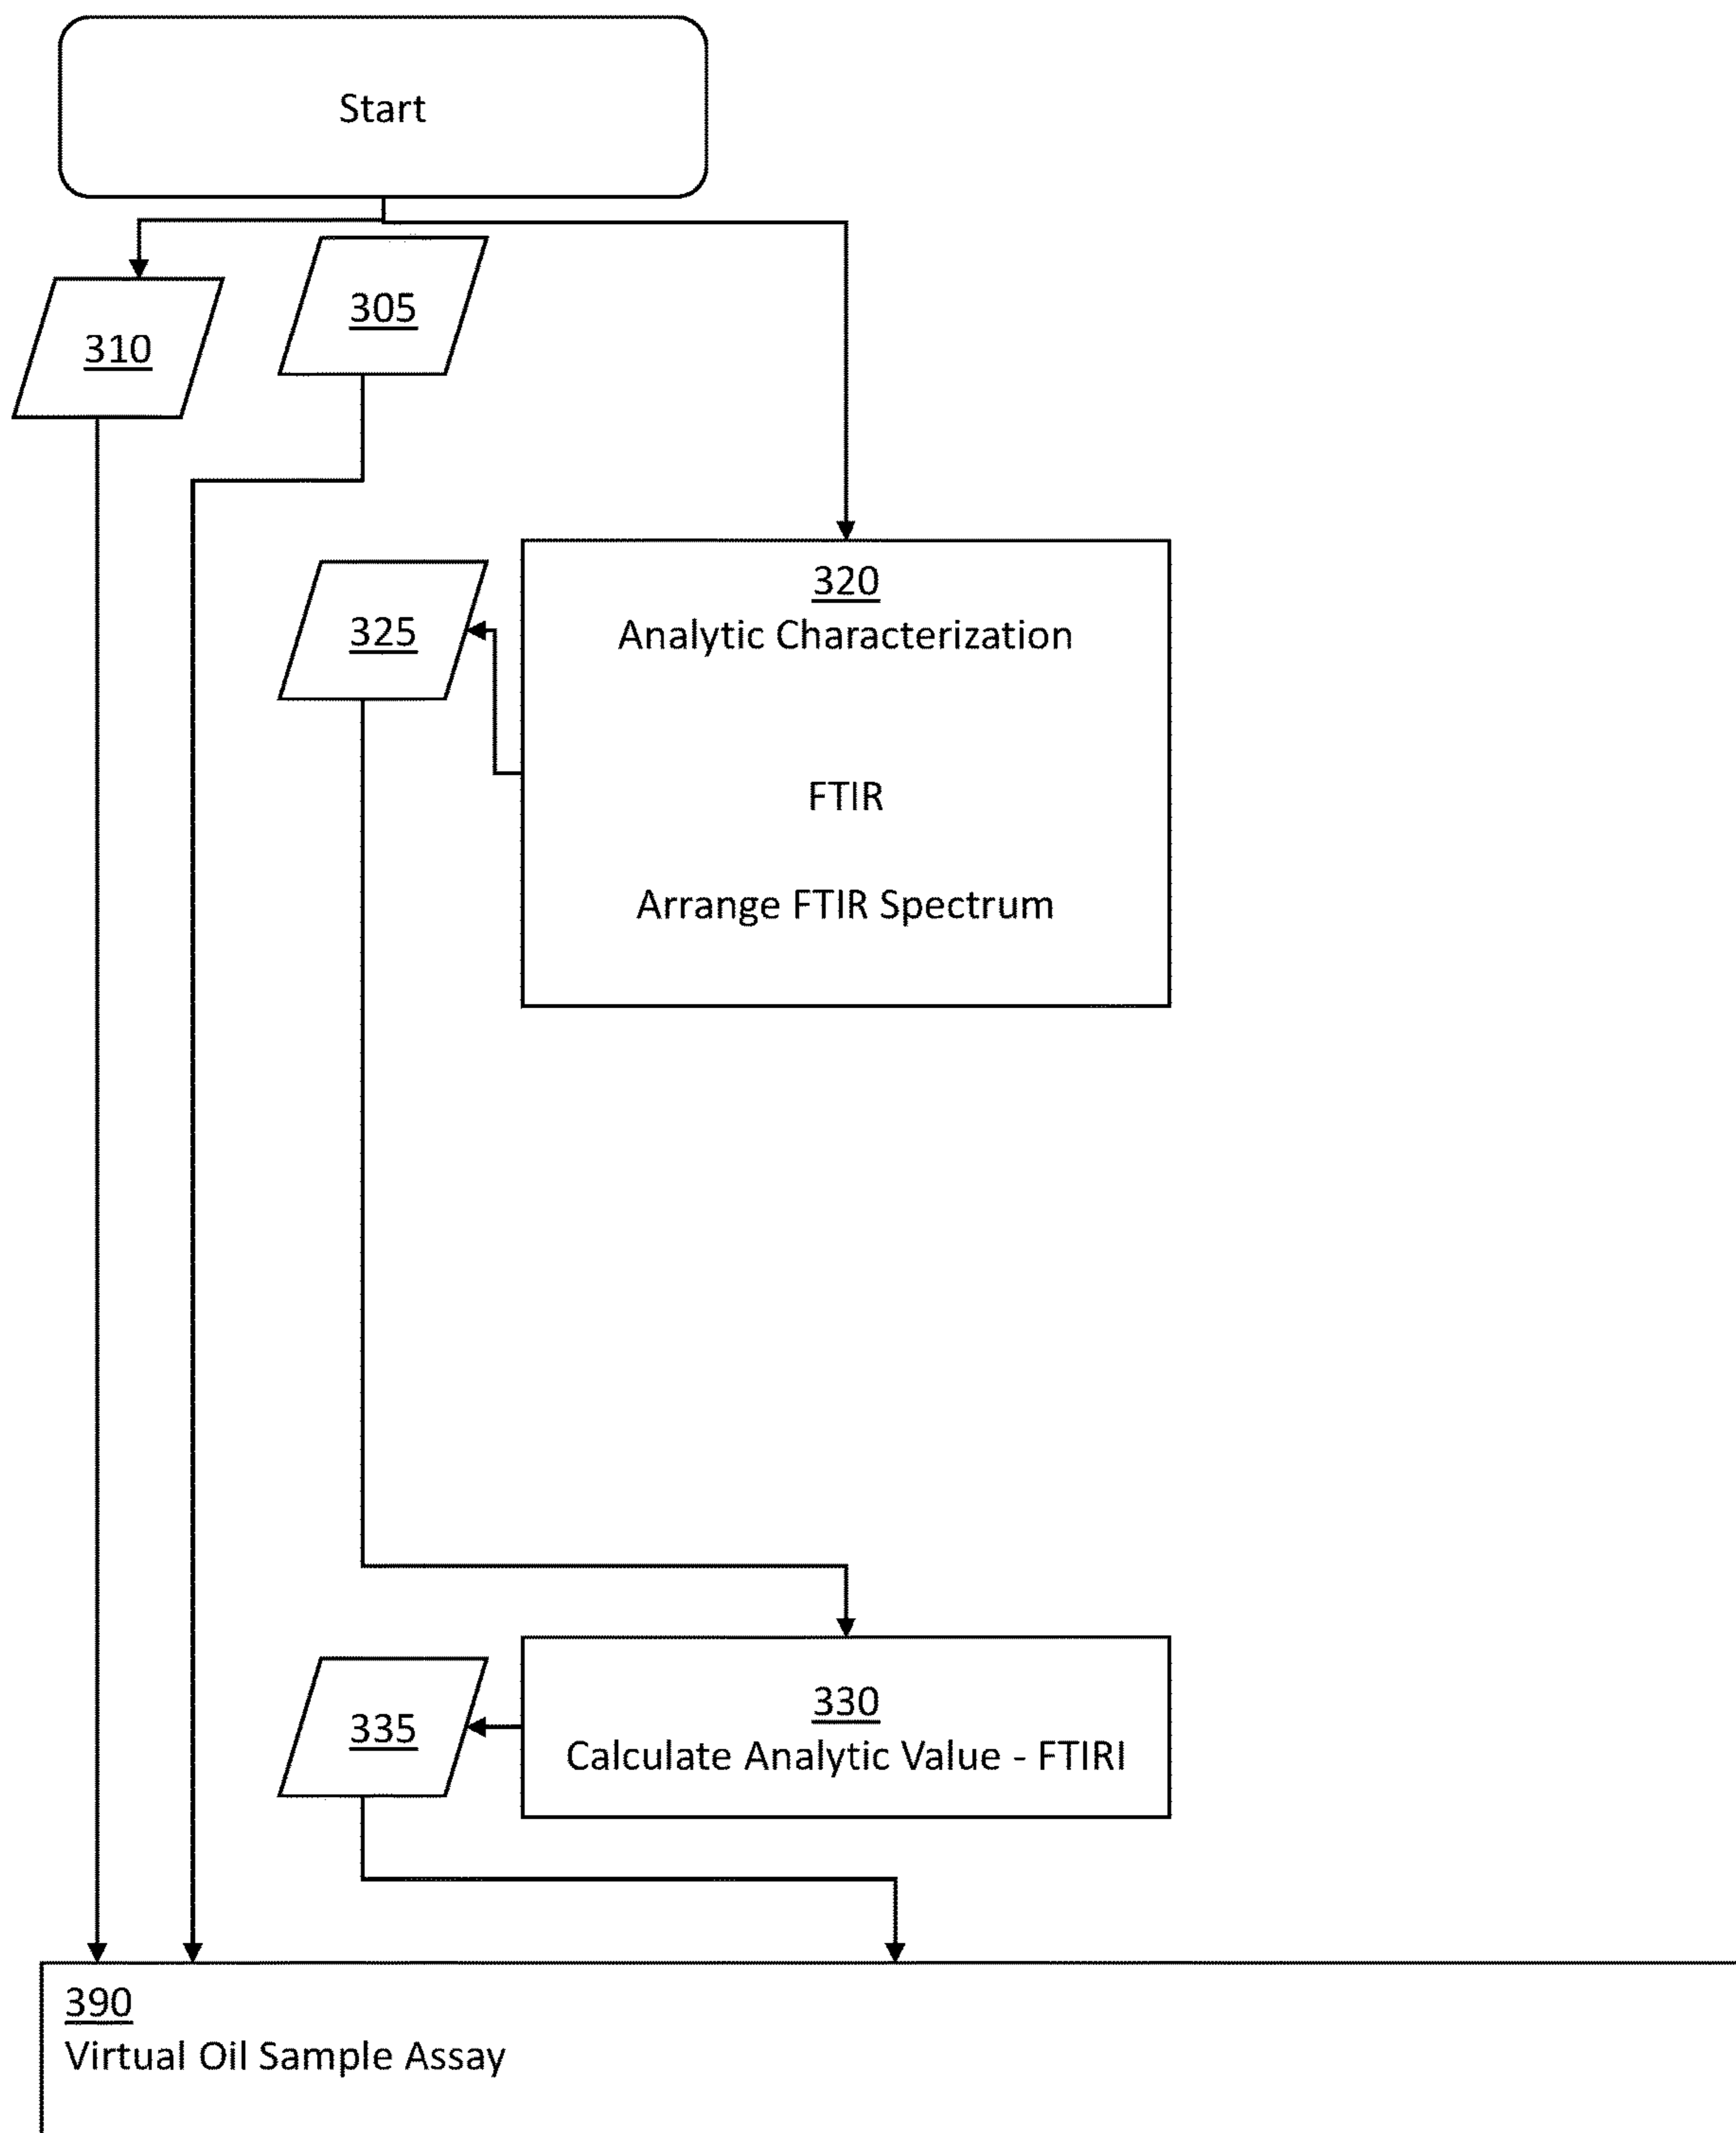 Start
305
310
320
Analytic Characterization
325
FTIR
Arrange FTIR Spectrum
330
335
Calculate Analytic Value - FTIRI
390
Virtual Oil Sample Assay